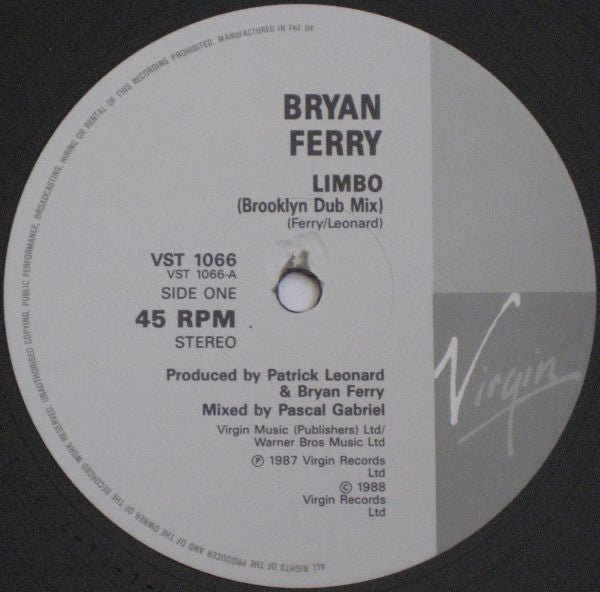 BRYAN
FERRY
LIMBO
(Brooklyn Dub Mix)
(Ferry/Leonard)
VST 1066
VST 1066-A
SIDE ONE
45 RPM
STEREO
Produced by Patrick Leonard
& Bryan Ferry
Mixed by Pascal Gabriel
Virgin Music (Publishers) Ltd/
Warner Bros Music Ltd
℗ 1987 Virgin Records
Ltd
© 1988
Virgin Records
Ltd
Virgin
ALL RIGHTS OF THE PRODUCER AND OF THE OWNER OF THE RECORDED WORK RESERVED. UNAUTHORISED COPYING, PUBLIC PERFORMANCE, BROADCASTING, HIRING OR RENTAL OF THIS RECORDING PROHIBITED. MANUFACTURED IN THE UK